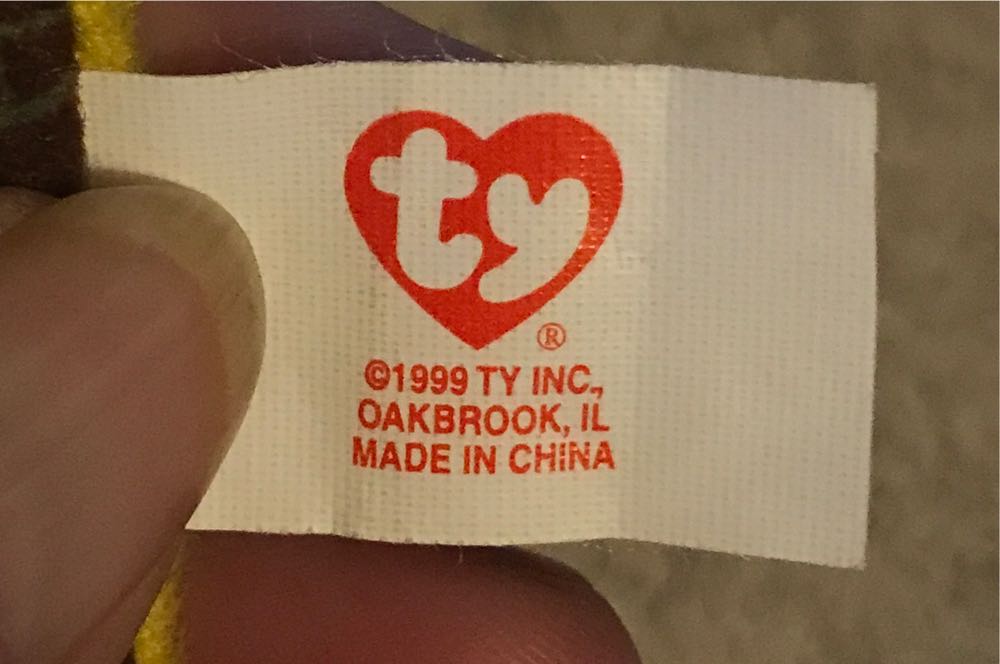 ty
®
©1999 TY INC.,
OAKBROOK, IL
MADE IN CHINA